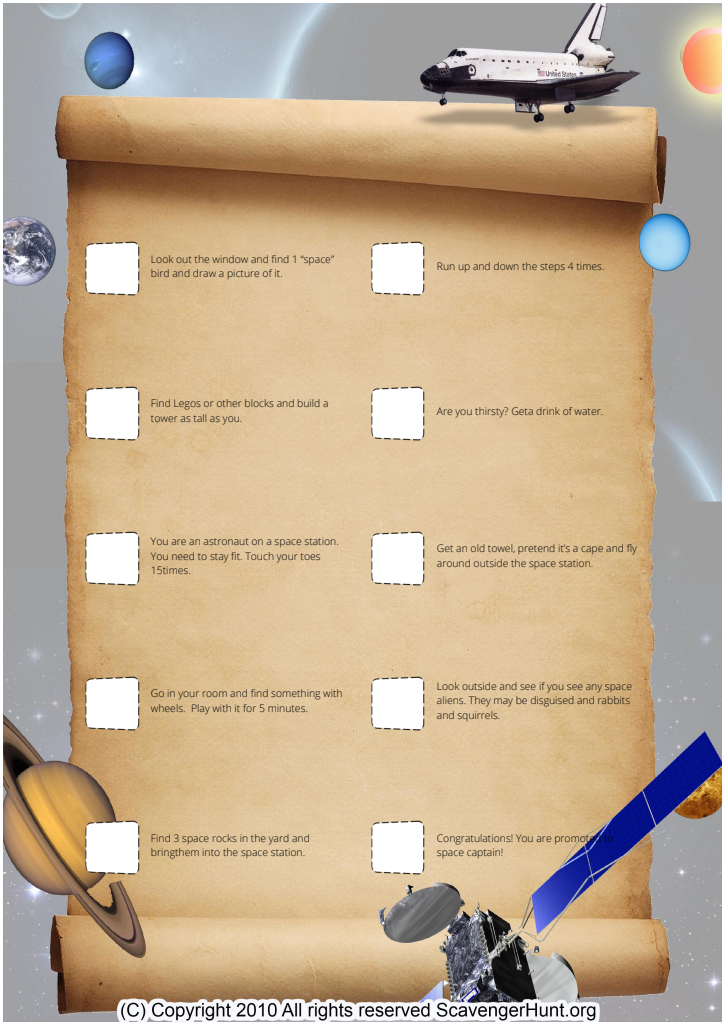 United States
Look out the window and find 1 “space”
bird and draw a picture of it.
Run up and down the steps 4 times.
Find Legos or other blocks and build a
tower as tall as you.
Are you thirsty? Geta drink of water.
You are an astronaut on a space station.
You need to stay fit. Touch your toes
15times.
Get an old towel, pretend it's a cape and fly
around outside the space station.
Go in your room and find something with
wheels.  Play with it for 5 minutes.
Look outside and see if you see any space
aliens. They may be disguised and rabbits
and squirrels.
Find 3 space rocks in the yard and
bringthem into the space station.
Congratulations! You are promoted to
space captain!
(C) Copyright 2010 All rights reserved ScavengerHunt.org